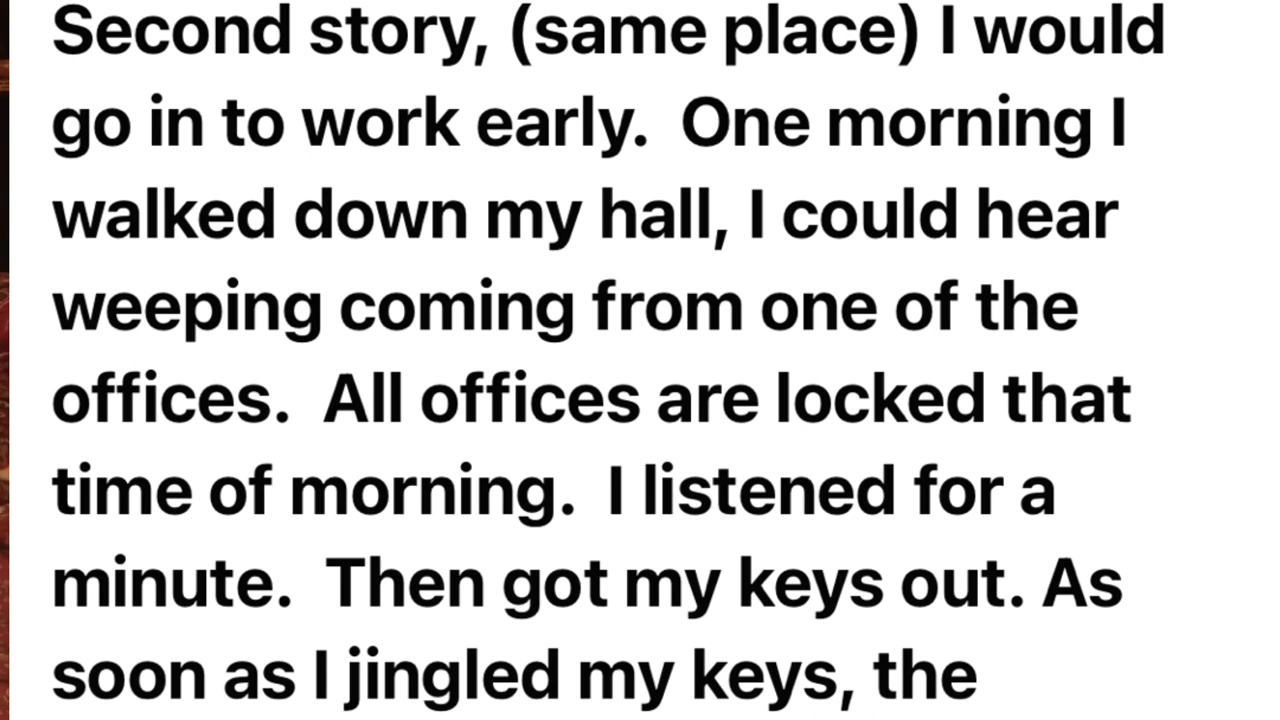 Second story, (same place) I would
go in to work early.  One morning I
walked down my hall, I could hear
weeping coming from one of the
offices.  All offices are locked that
time of morning.  I listened for a
minute.  Then got my keys out. As
soon as I jingled my keys, the